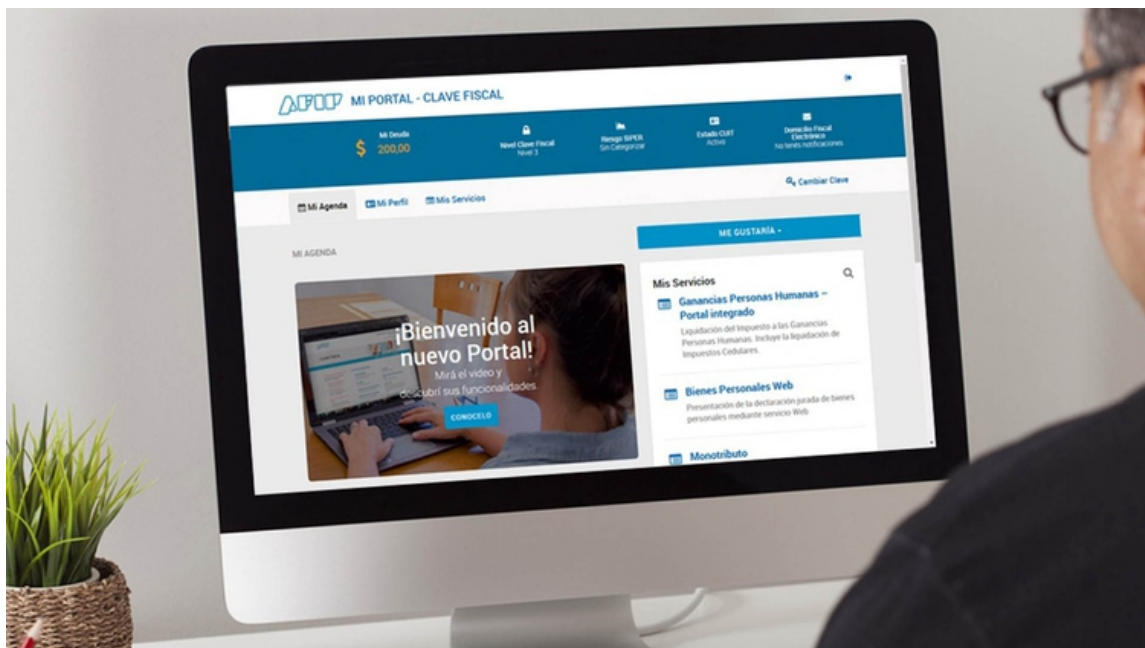 AFIP MI PORTAL - CLAVE FISCAL
Mi Deuda
$ 200,00
Nivel Clave Fiscal
Nivel 3
Riesgo SIPER
Sin Categorizar
Estado CUIT
Activo
Domicilio Fiscal
Electrónico
No tenés notificaciones
Mi Agenda
Mi Perfil
Mis Servicios
Cambiar Clave
MI AGENDA
¡Bienvenido al
nuevo Portal!
Mirá el video y
descubrí sus funcionalidades.
CONOCELO
ME GUSTARÍA
Mis Servicios
Ganancias Personas Humanas –
Portal integrado
Liquidación del Impuesto a las Ganancias
Personas Humanas. Incluye la liquidación de
Impuestos Cedulares.
Bienes Personales Web
Presentación de la declaración jurada de bienes
personales mediante servicio Web
Monotributo